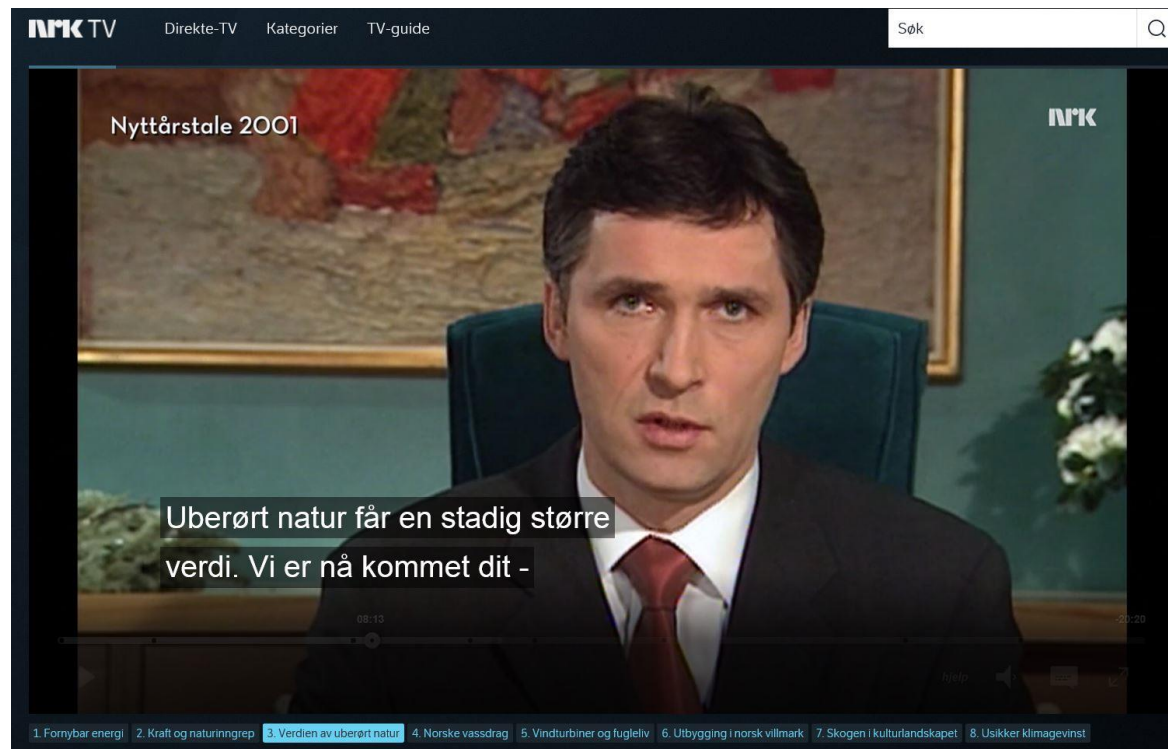 NRK TV
Direkte-TV
Kategorier
TV-guide
Søk
Nyttårstale 2001
NRK
Uberørt natur får en stadig større
verdi. Vi er nå kommet dit -
08:13
-20:20
hjelp
1. Fornybar energi
2. Kraft og naturinngrep
3. Verdien av uberørt natur
4. Norske vassdrag
5. Vindturbiner og fugleliv
6. Utbygging i norsk villmark
7. Skogen i kulturlandskapet
8. Usikker klimagevinst